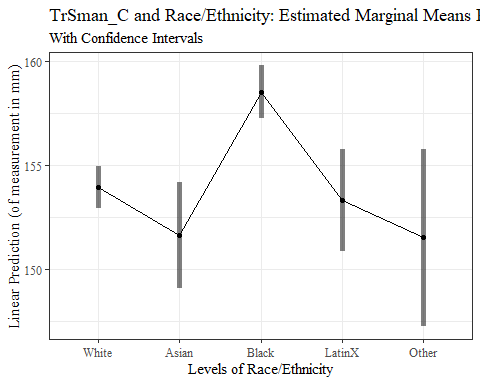 TrSman_C and Race/Ethnicity: Estimated Marginal Means
With Confidence Intervals
Linear Prediction (of measurement in mm)
160
155
150
White Asian Black LatinX Other
Levels of Race/Ethnicity